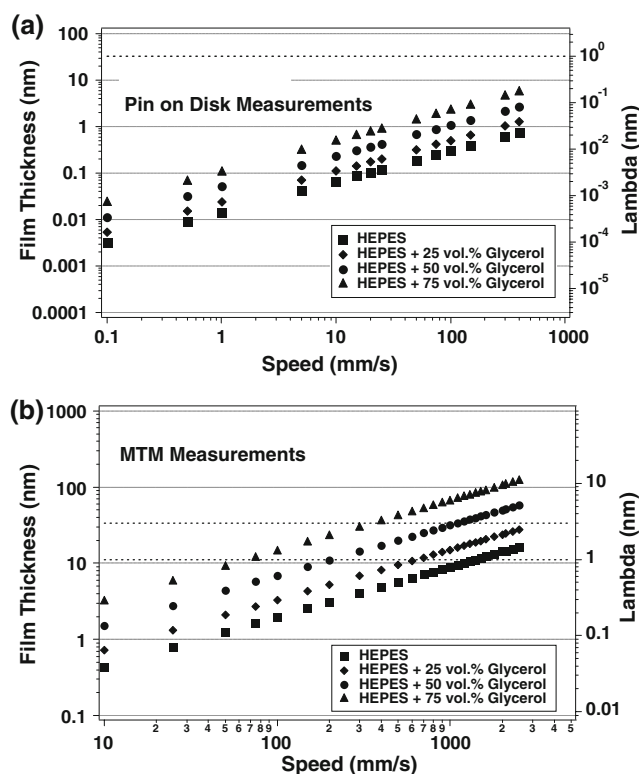 (a)
Film Thickness (nm)
100
10
1
0.1
0.01
0.001
0.0001
Pin on Disk Measurements
HEPES
HEPES + 25 vol.% Glycerol
HEPES + 50 vol.% Glycerol
HEPES + 75 vol.% Glycerol
10⁰
10⁻¹
10⁻²
10⁻³
10⁻⁴
10⁻⁵
Lambda
0.1 1 10 100 1000
Speed (mm/s)
(b)
Film Thickness (nm)
1000
100
10
1
0.1
MTM Measurements
HEPES
HEPES + 25 vol.% Glycerol
HEPES + 50 vol.% Glycerol
HEPES + 75 vol.% Glycerol
10
1
0.1
0.01
Lambda
10 2 3 4 5 6 7 8 9 100 2 3 4 5 6 7 8 9 1000 2 3 4 5
Speed (mm/s)